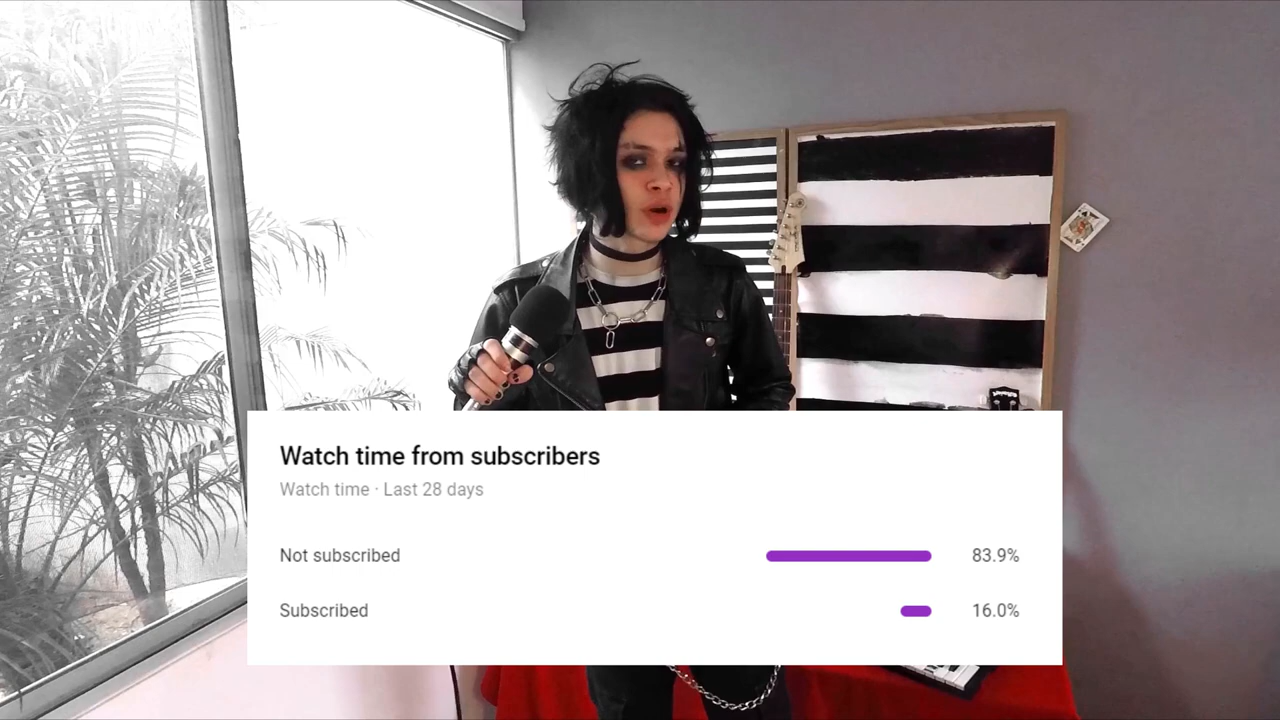 Watch time from subscribers
Watch time · Last 28 days
Not subscribed 83.9%
Subscribed 16.0%